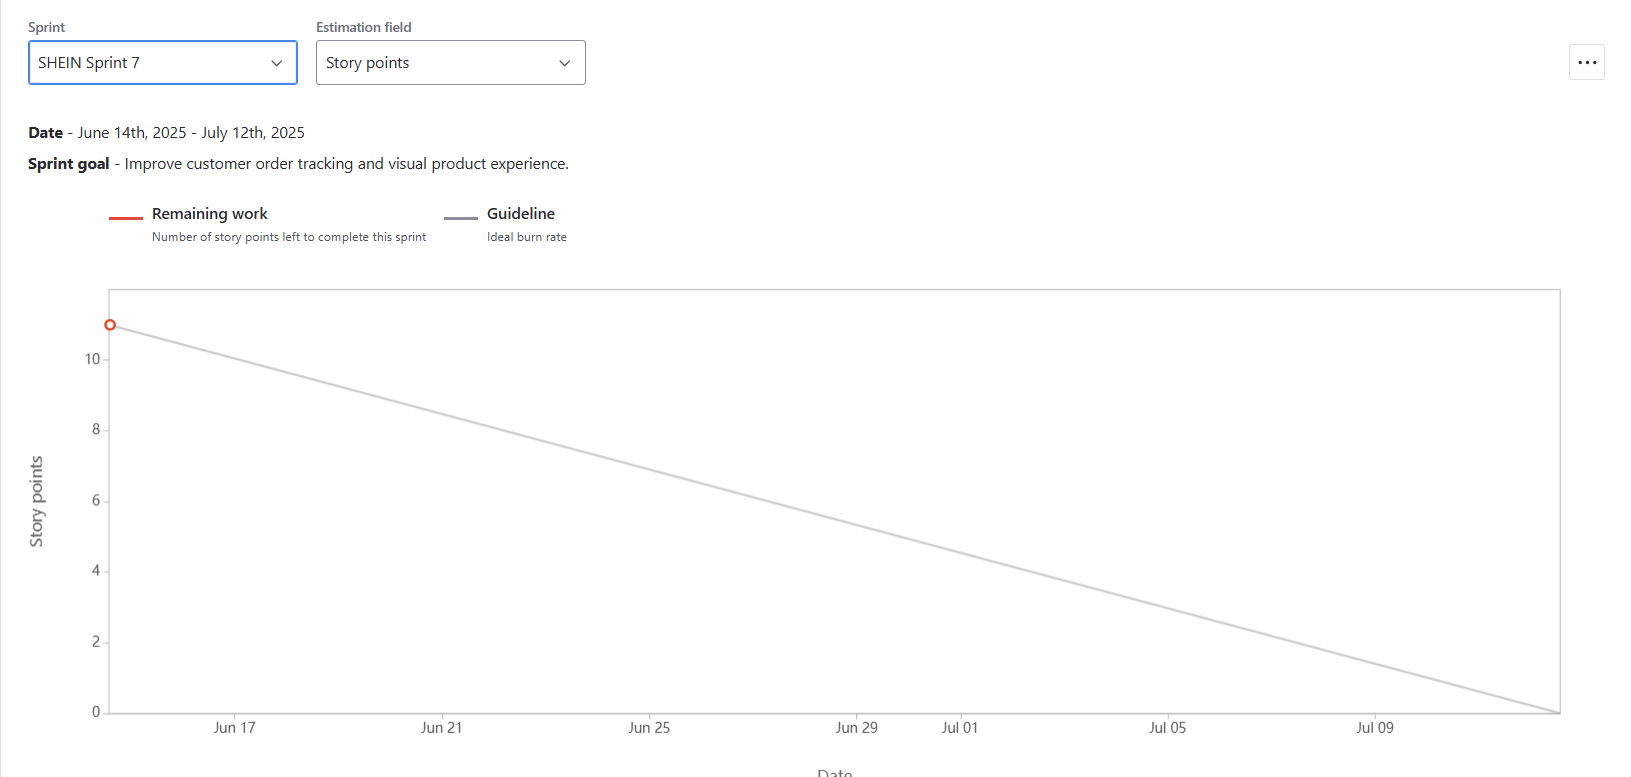 Sprint
Estimation field
SHEIN Sprint 7
Story points
Date - June 14th, 2025 - July 12th, 2025
Sprint goal - Improve customer order tracking and visual product experience.
Remaining work
Number of story points left to complete this sprint
Guideline
Ideal burn rate
Story points
10
8
6
4
2
0
Jun 17
Jun 21
Jun 25
Jun 29
Jul 01
Jul 05
Jul 09
Date